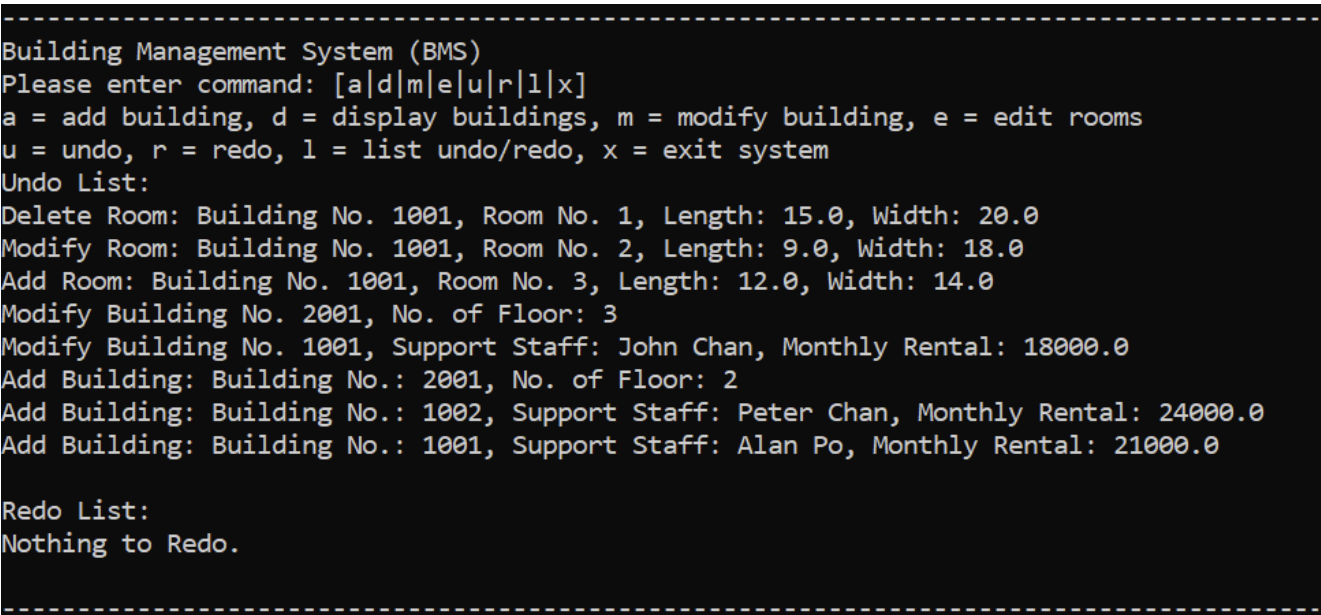 Building Management System (BMS)
Please enter command: [a|d|m|e|u|r|l|x]
a = add building, d = display buildings, m = modify building, e = edit rooms
u = undo, r = redo, l = list undo/redo, x = exit system
Undo List:
Delete Room: Building No. 1001, Room No. 1, Length: 15.0, Width: 20.0
Modify Room: Building No. 1001, Room No. 2, Length: 9.0, Width: 18.0
Add Room: Building No. 1001, Room No. 3, Length: 12.0, Width: 14.0
Modify Building No. 2001, No. of Floor: 3
Modify Building No. 1001, Support Staff: John Chan, Monthly Rental: 18000.0
Add Building: Building No.: 2001, No. of Floor: 2
Add Building: Building No.: 1002, Support Staff: Peter Chan, Monthly Rental: 24000.0
Add Building: Building No.: 1001, Support Staff: Alan Po, Monthly Rental: 21000.0
Redo List:
Nothing to Redo.